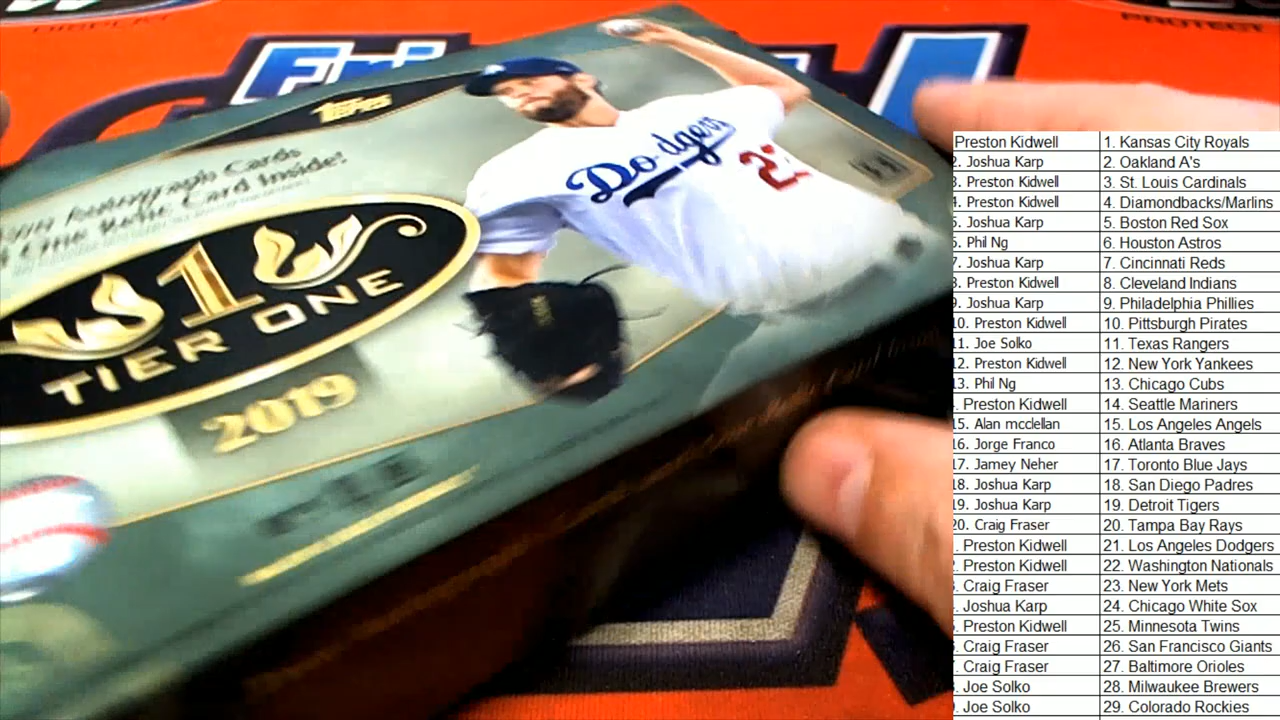 DISPLAY
PROTECT
Topps
Autograph Cards
One Relic Card Inside!
Dodgers
1
TIER ONE
2019
Preston Kidwell 1. Kansas City Royals
2. Joshua Karp 2. Oakland A's
3. Preston Kidwell 3. St. Louis Cardinals
4. Preston Kidwell 4. Diamondbacks/Marlins
5. Joshua Karp 5. Boston Red Sox
6. Phil Ng 6. Houston Astros
7. Joshua Karp 7. Cincinnati Reds
8. Preston Kidwell 8. Cleveland Indians
9. Joshua Karp 9. Philadelphia Phillies
10. Preston Kidwell 10. Pittsburgh Pirates
11. Joe Solko 11. Texas Rangers
12. Preston Kidwell 12. New York Yankees
13. Phil Ng 13. Chicago Cubs
. Preston Kidwell 14. Seattle Mariners
15. Alan mcclellan 15. Los Angeles Angels
16. Jorge Franco 16. Atlanta Braves
17. Jamey Neher 17. Toronto Blue Jays
18. Joshua Karp 18. San Diego Padres
19. Joshua Karp 19. Detroit Tigers
20. Craig Fraser 20. Tampa Bay Rays
. Preston Kidwell 21. Los Angeles Dodgers
. Preston Kidwell 22. Washington Nationals
. Craig Fraser 23. New York Mets
. Joshua Karp 24. Chicago White Sox
. Preston Kidwell 25. Minnesota Twins
. Craig Fraser 26. San Francisco Giants
. Craig Fraser 27. Baltimore Orioles
. Joe Solko 28. Milwaukee Brewers
. Joe Solko 29. Colorado Rockies